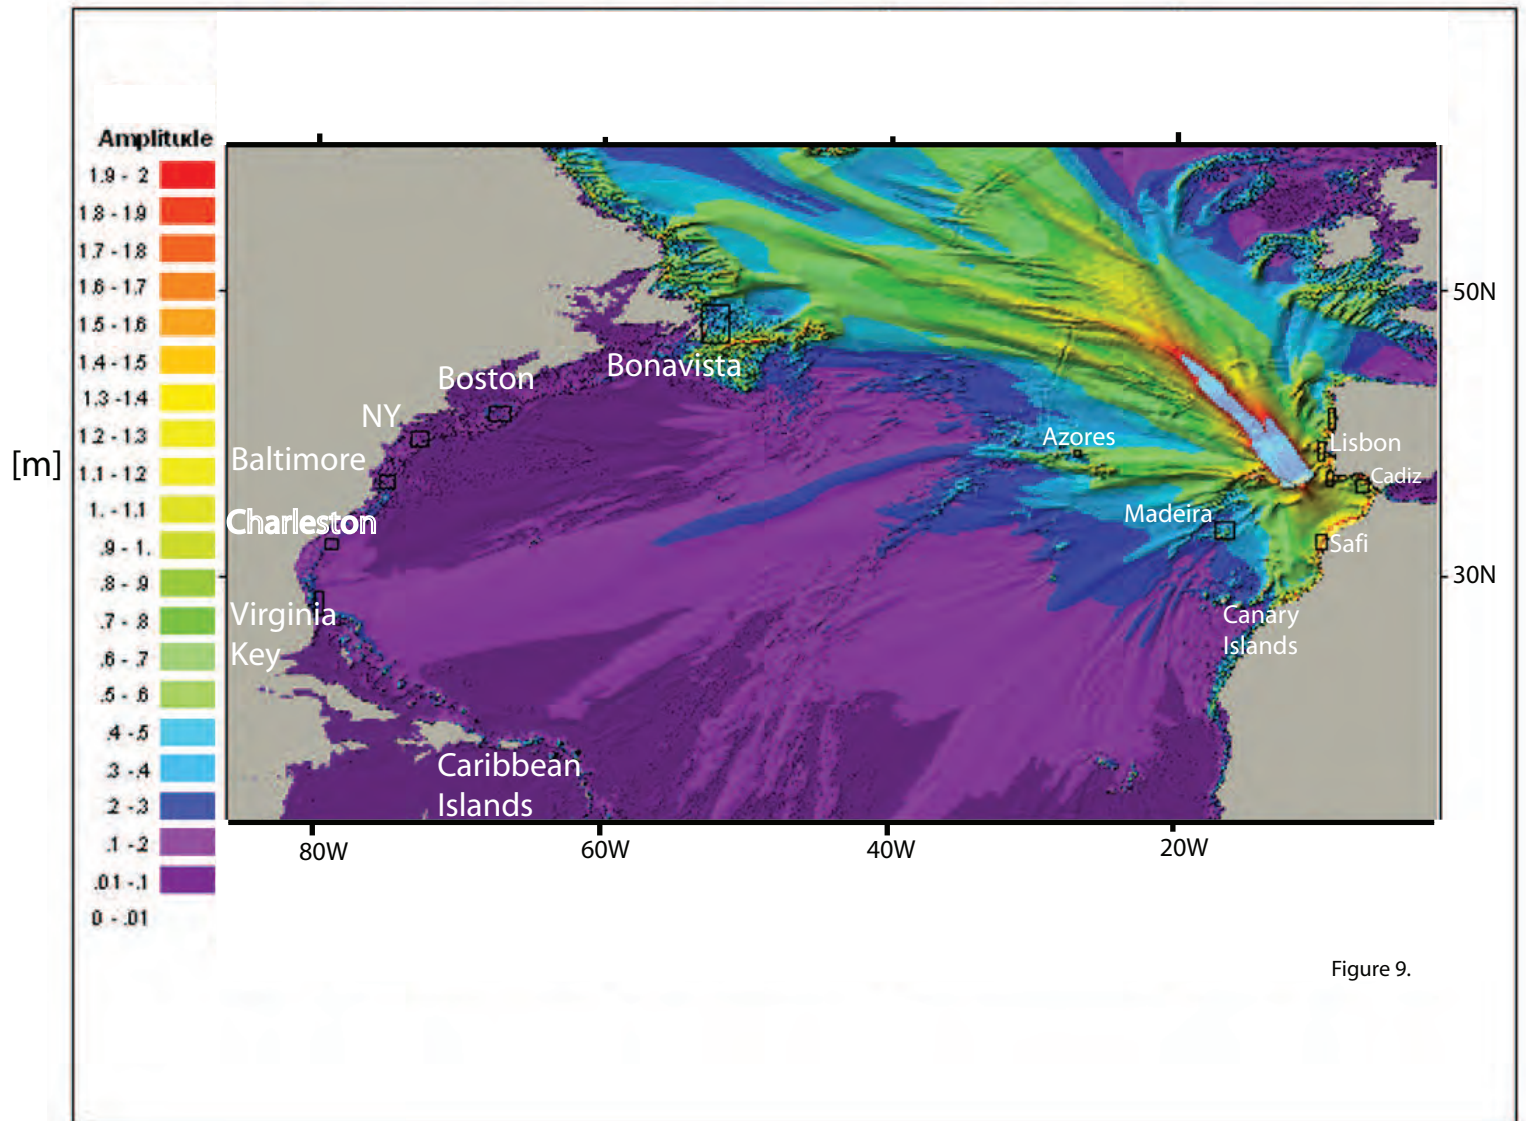 Amplitude
1.9 - 2
1.8 - 1.9
1.7 - 1.8
1.6 - 1.7
1.5 - 1.6
1.4 - 1.5
1.3 - 1.4
1.2 - 1.3
1.1 - 1.2
1. - 1.1
.9 - 1.
.8 - .9
.7 - .8
.6 - .7
.5 - .6
.4 - .5
.3 - .4
.2 - .3
.1 - .2
.01 - .1
0 - .01
[m]
50N
30N
80W
60W
40W
20W
Bonavista
Boston
NY
Baltimore
Charleston
Virginia
Key
Caribbean
Islands
Azores
Madeira
Lisbon
Cadiz
Safi
Canary
Islands
Figure 9.